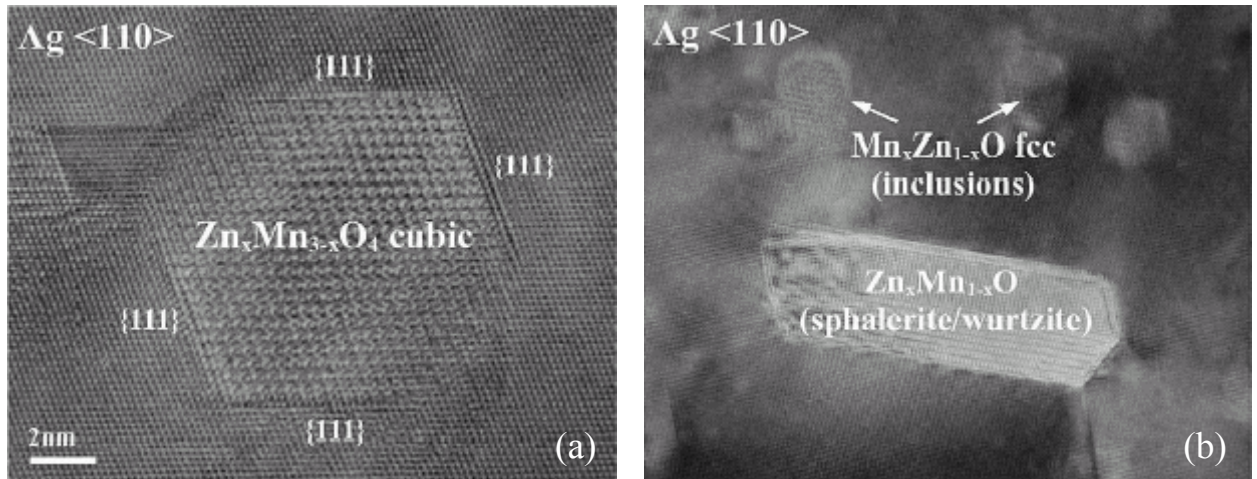 Ag <110>
{111}
{111}
ZnₓMn₃₋ₓO₄ cubic
{111}
{111}
2nm
(a)
Ag <110>
MnₓZn₁₋ₓO fcc
(inclusions)
ZnₓMn₁₋ₓO
(sphalerite/wurtzite)
(b)